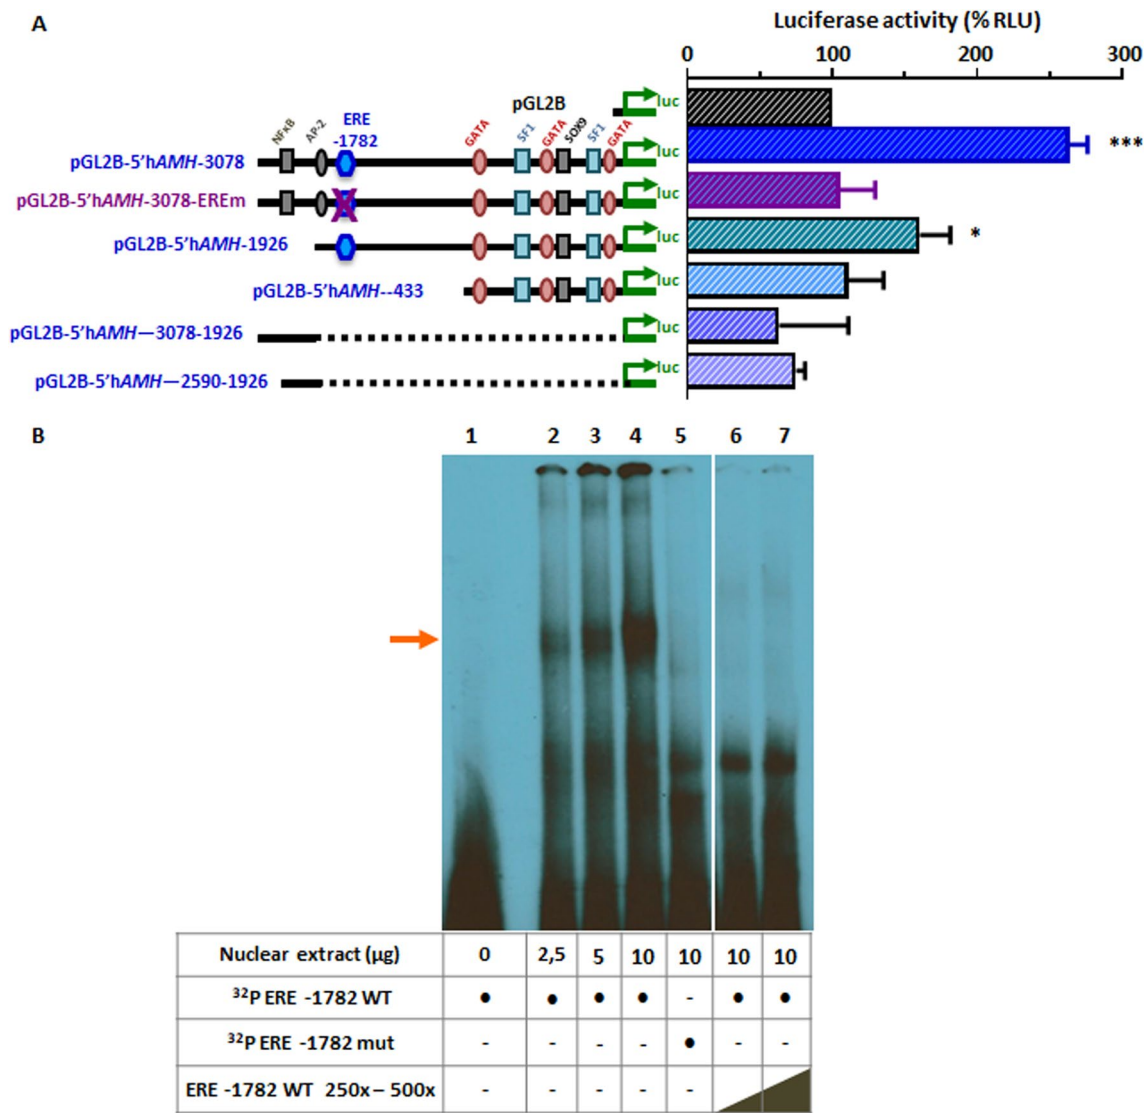 A
Luciferase activity (% RLU)
0 100 200 300
pGL2B luc
NFκB AP-2 ERE -1782 GATA SF1 GATA SOX9 SF1 GATA
pGL2B-5'hAMH-3078 luc ***
pGL2B-5'hAMH-3078-EREm luc
pGL2B-5'hAMH-1926 luc *
pGL2B-5'hAMH--433 luc
pGL2B-5'hAMH—3078-1926 luc
pGL2B-5'hAMH—2590-1926 luc
B
1 2 3 4 5 6 7
Nuclear extract (µg) 0 2,5 5 10 10 10 10
³²P ERE -1782 WT • • • • - • •
³²P ERE -1782 mut - - - - • - -
ERE -1782 WT 250x – 500x - - - - -